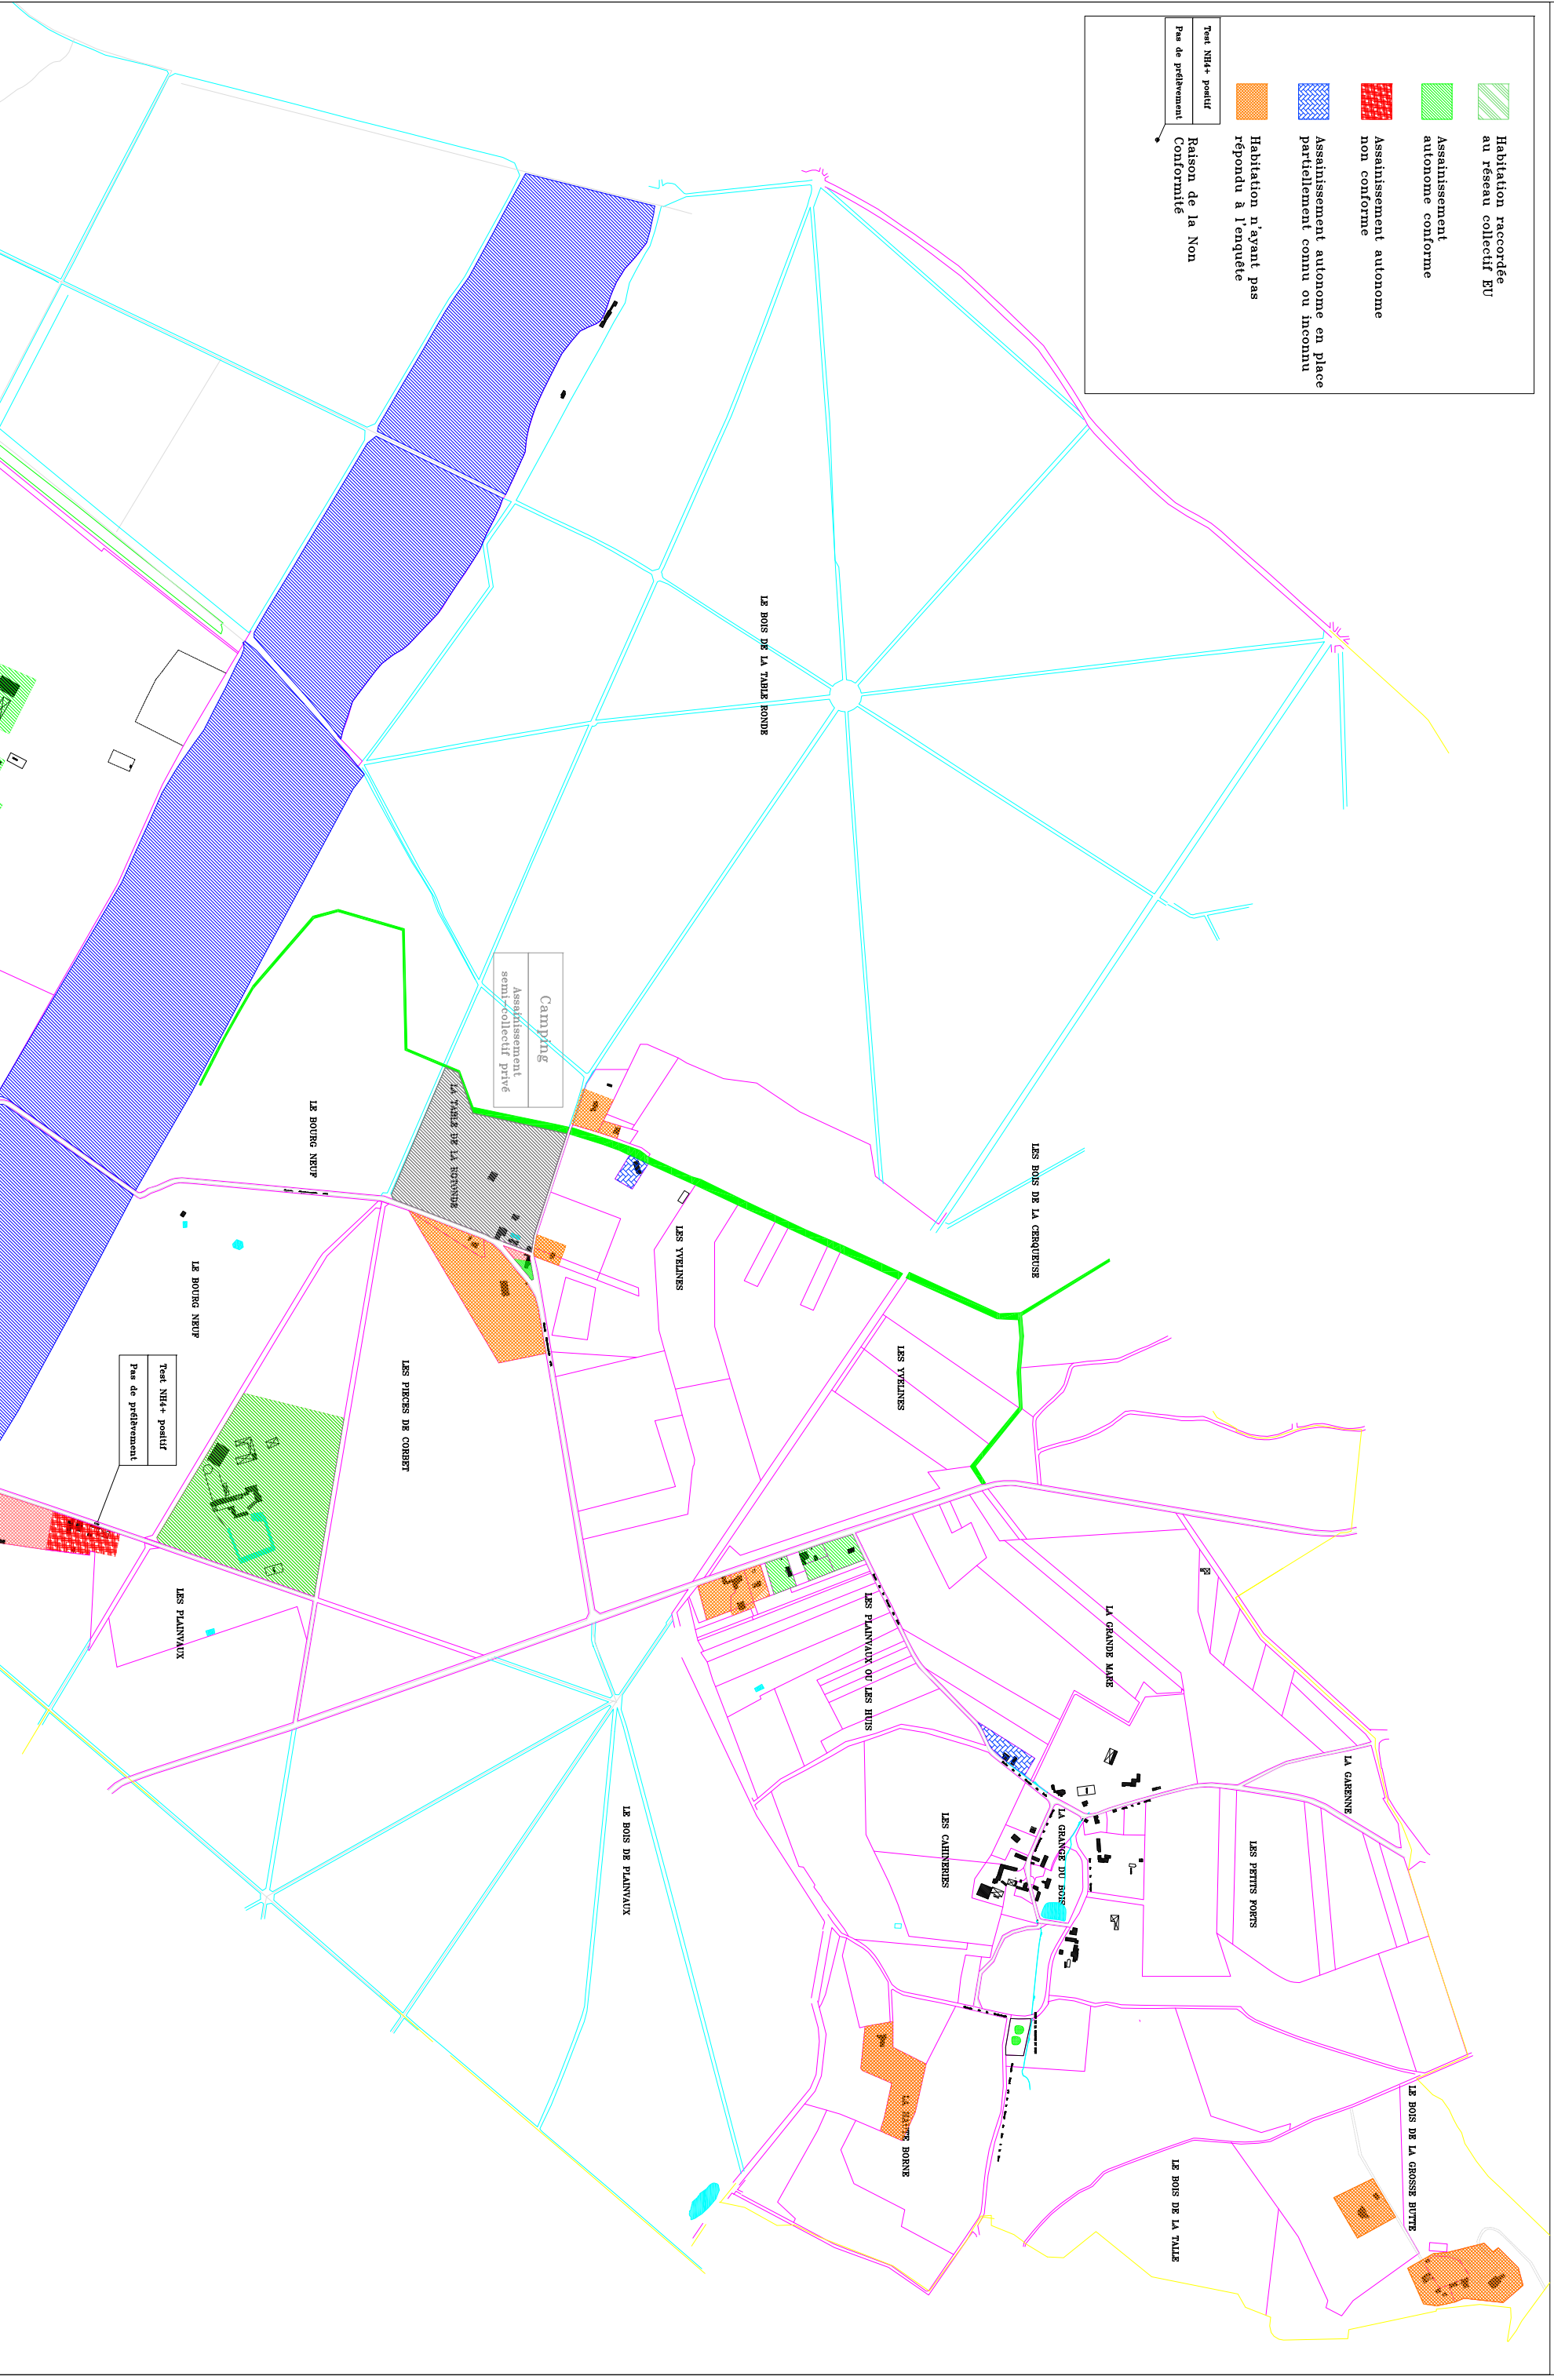 Habitation raccordée
au réseau collectif EU
Assainissement
autonome conforme
Assainissement autonome
non conforme
Assainissement autonome en place
partiellement connu ou inconnu
Habitation n'ayant pas
répondu à l'enquête
Test NH4+ positif
Pas de prélèvement
Raison de la Non
Conformité
LE BOIS DE LA TABLE RONDE
Camping
Assainissement
semi-collectif privé
LA TABLE DE LA ROTONDE
LE BOURG NEUF
LES BOIS DE LA CERQUEUSE
LES YVELINES
LE BOURG NEUF
LES YVELINES
LES PIECES DE CORBET
Test NH4+ positif
Pas de prélèvement
LES PLAINVAUX
LES PLAINVAUX OU LES HUIS
LA GRANDE MARE
LA GARENNE
LE BOIS DE PLAINVAUX
LES CAHINERIES
LA GRANGE DU BOIS
LES PETITS FORTS
LA HAUTE BORNE
LE BOIS DE LA GROSSE BUTTE
LE BOIS DE LA TALLE